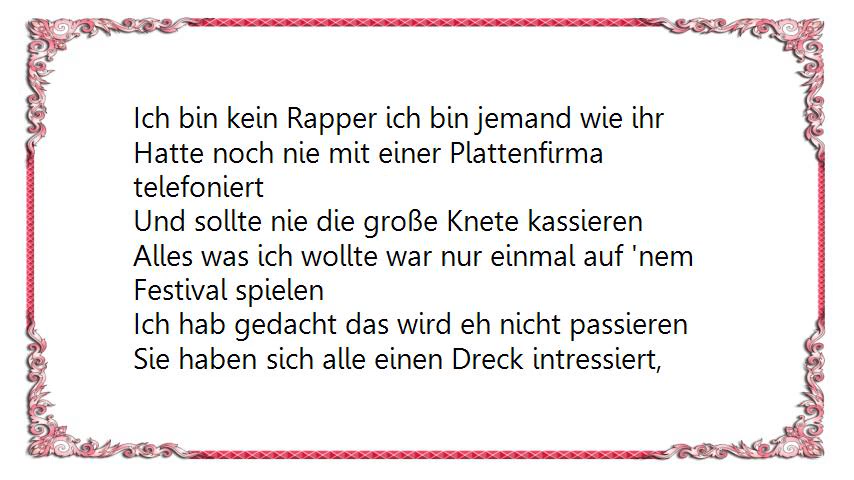 Ich bin kein Rapper ich bin jemand wie ihr
Hatte noch nie mit einer Plattenfirma
telefoniert
Und sollte nie die große Knete kassieren
Alles was ich wollte war nur einmal auf 'nem
Festival spielen
Ich hab gedacht das wird eh nicht passieren
Sie haben sich alle einen Dreck intressiert,